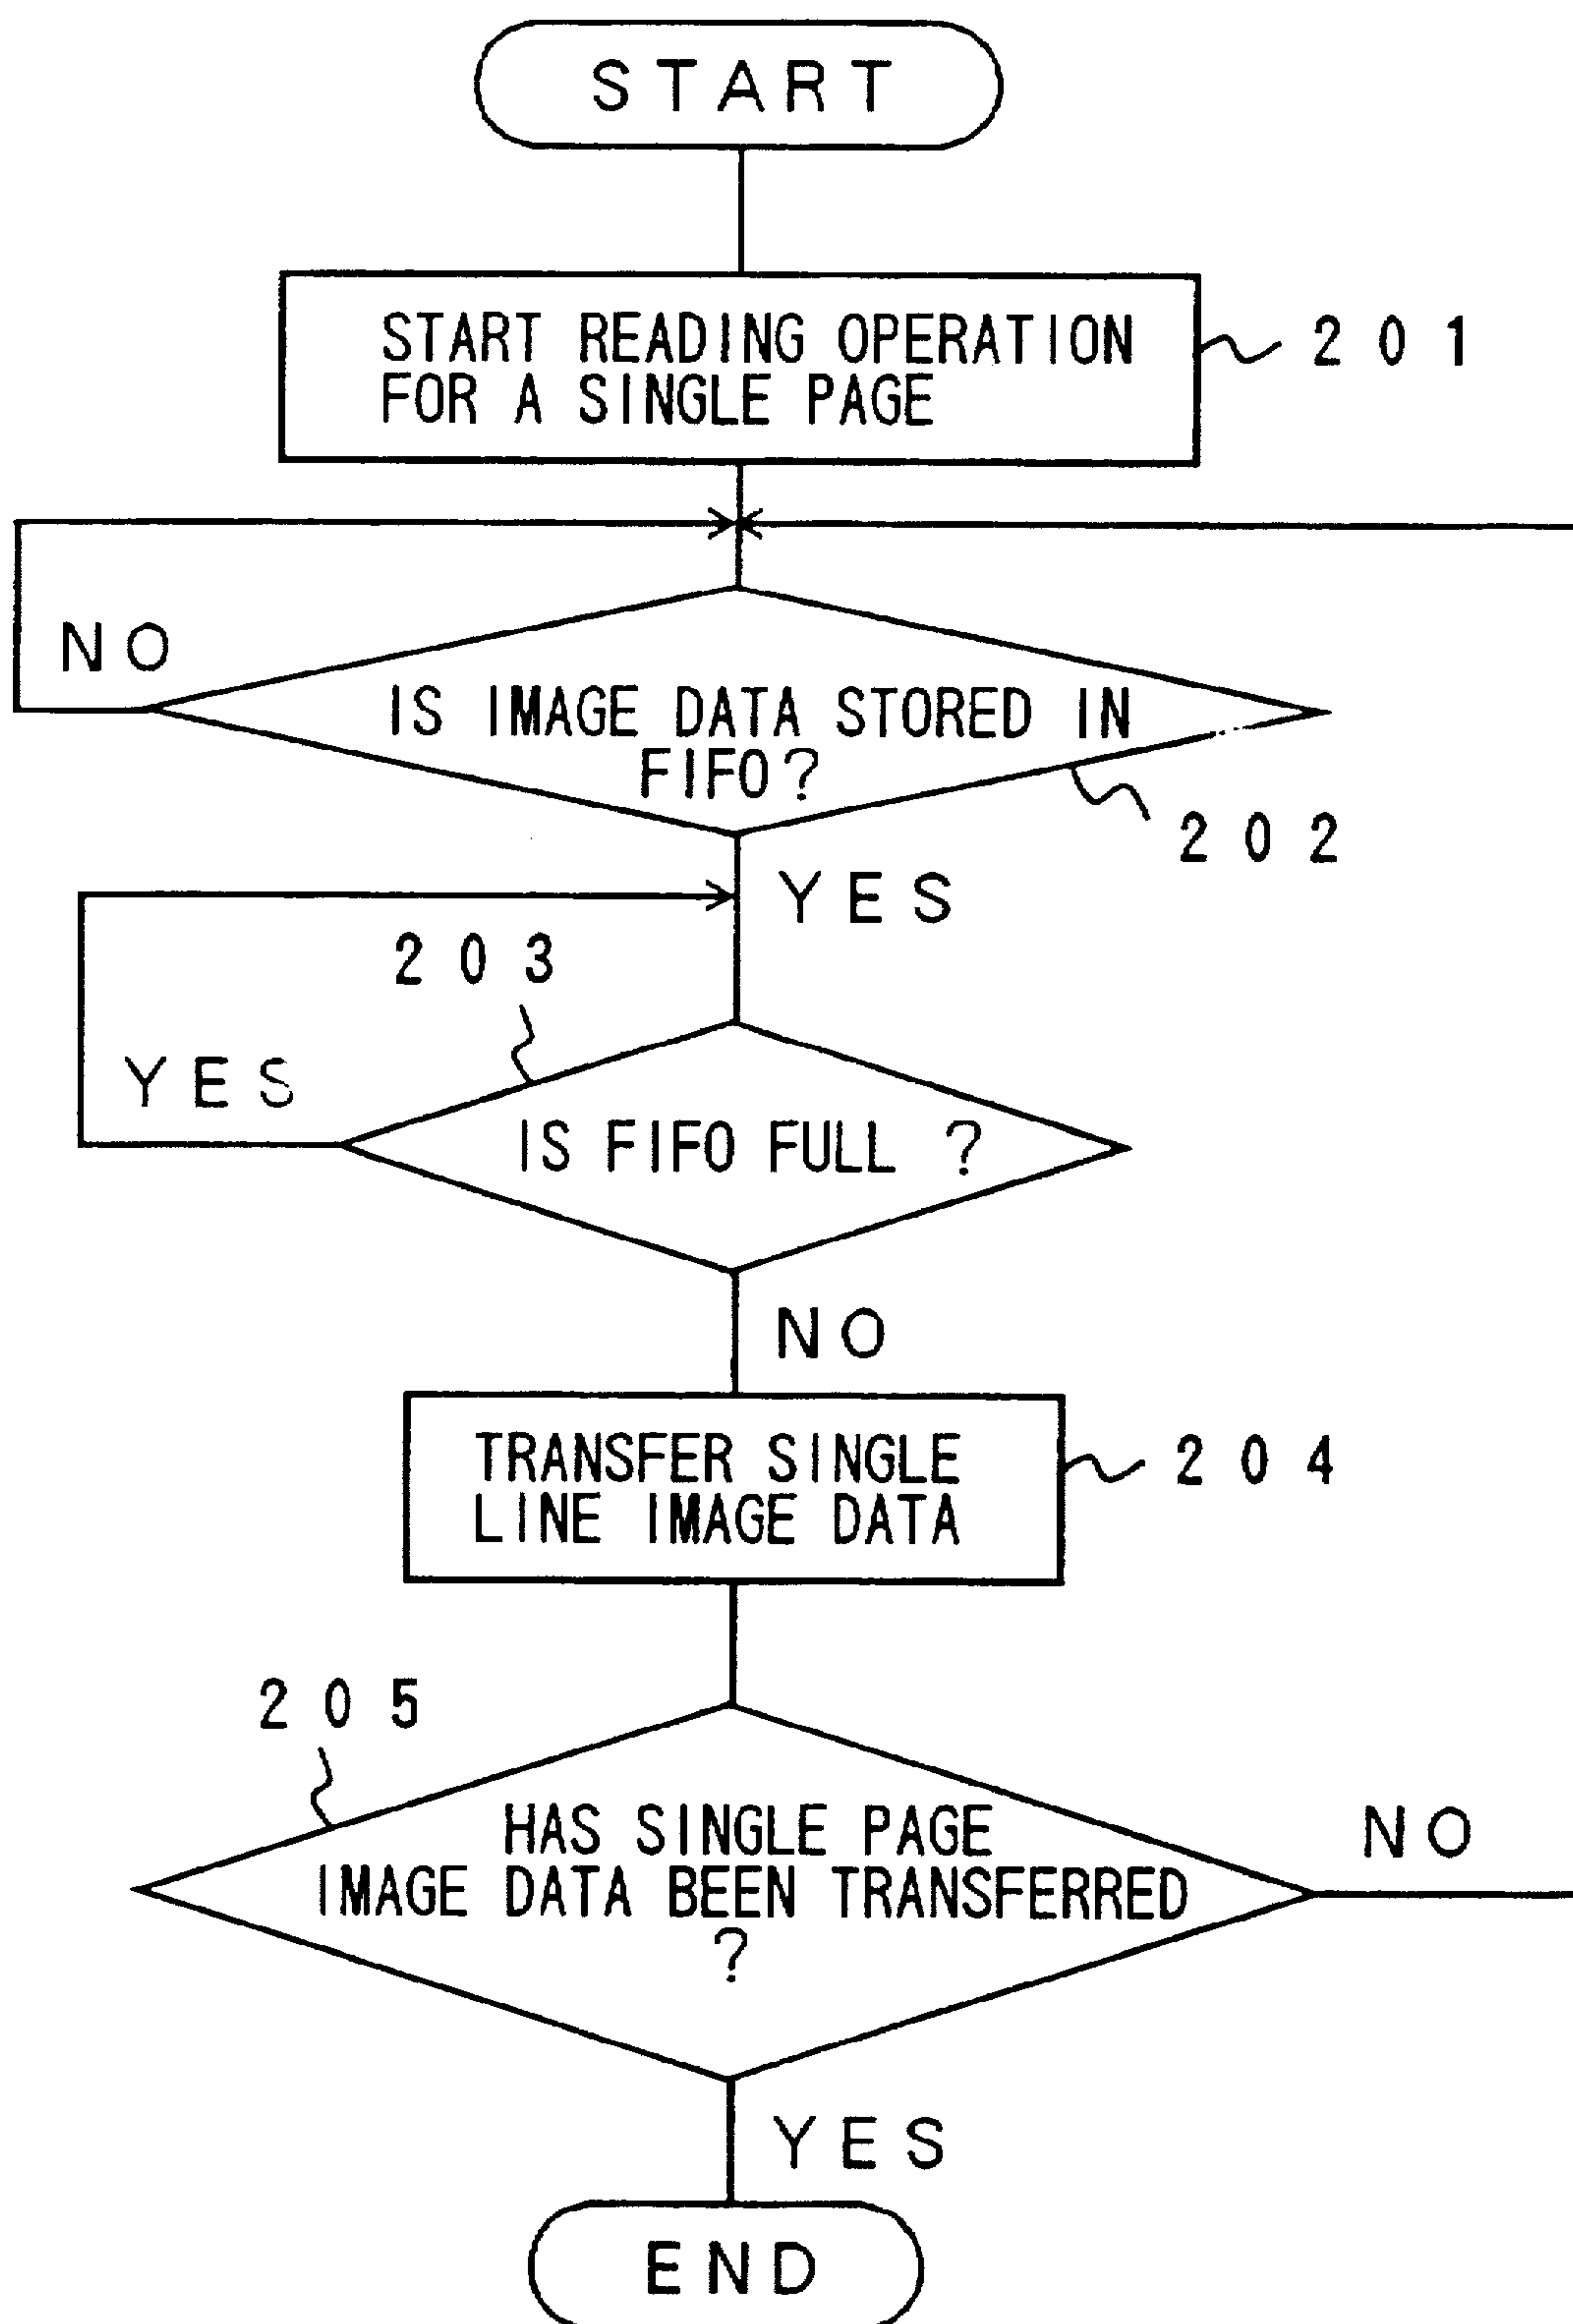 START
START READING OPERATION
FOR A SINGLE PAGE
201
NO
IS IMAGE DATA STORED IN
FIFO?
202
YES
203
YES
IS FIFO FULL ?
NO
TRANSFER SINGLE
LINE IMAGE DATA
204
205
HAS SINGLE PAGE
IMAGE DATA BEEN TRANSFERRED
?
NO
YES
END